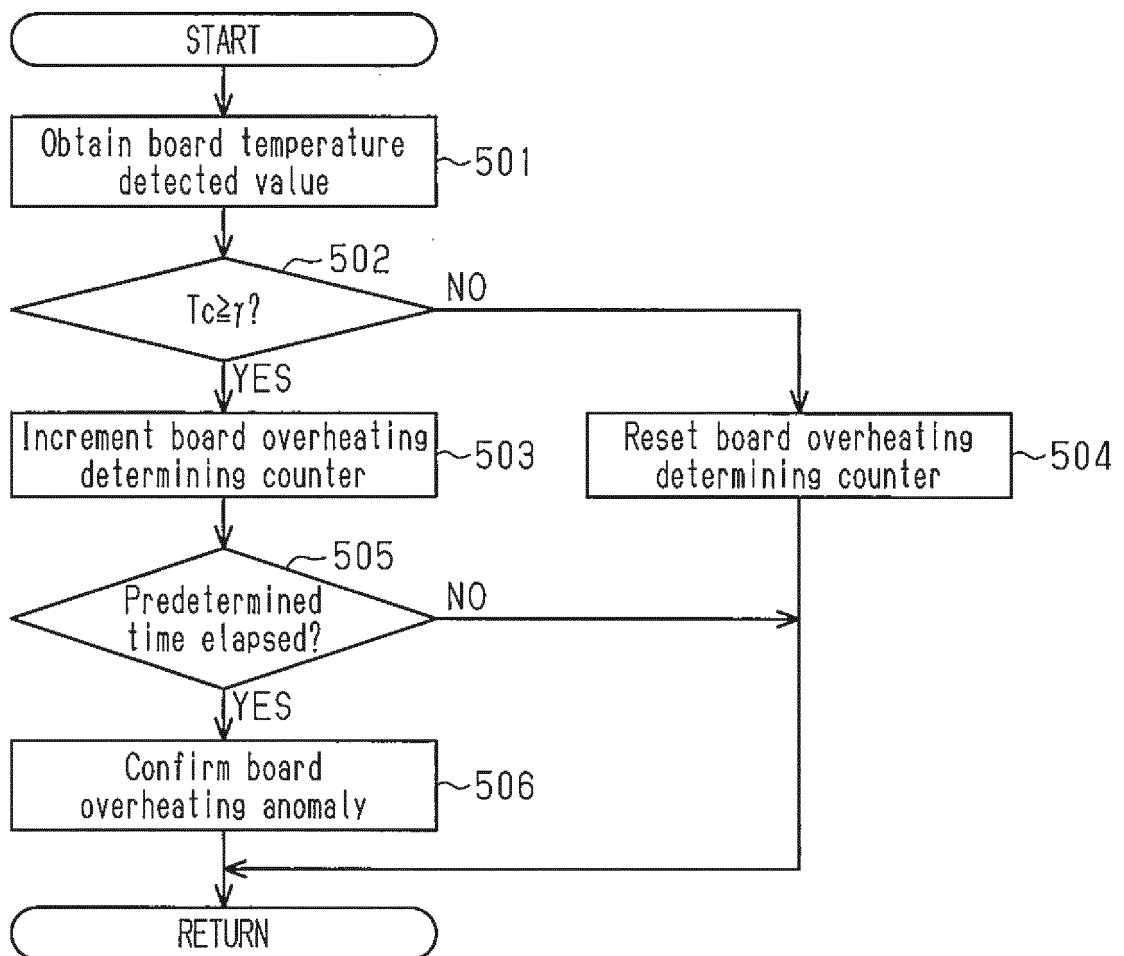 START
Obtain board temperature
detected value
501
502
Tc≧γ?
NO
YES
Increment board overheating
determining counter
503
Reset board overheating
determining counter
504
505
Predetermined
time elapsed?
NO
YES
Confirm board
overheating anomaly
506
RETURN